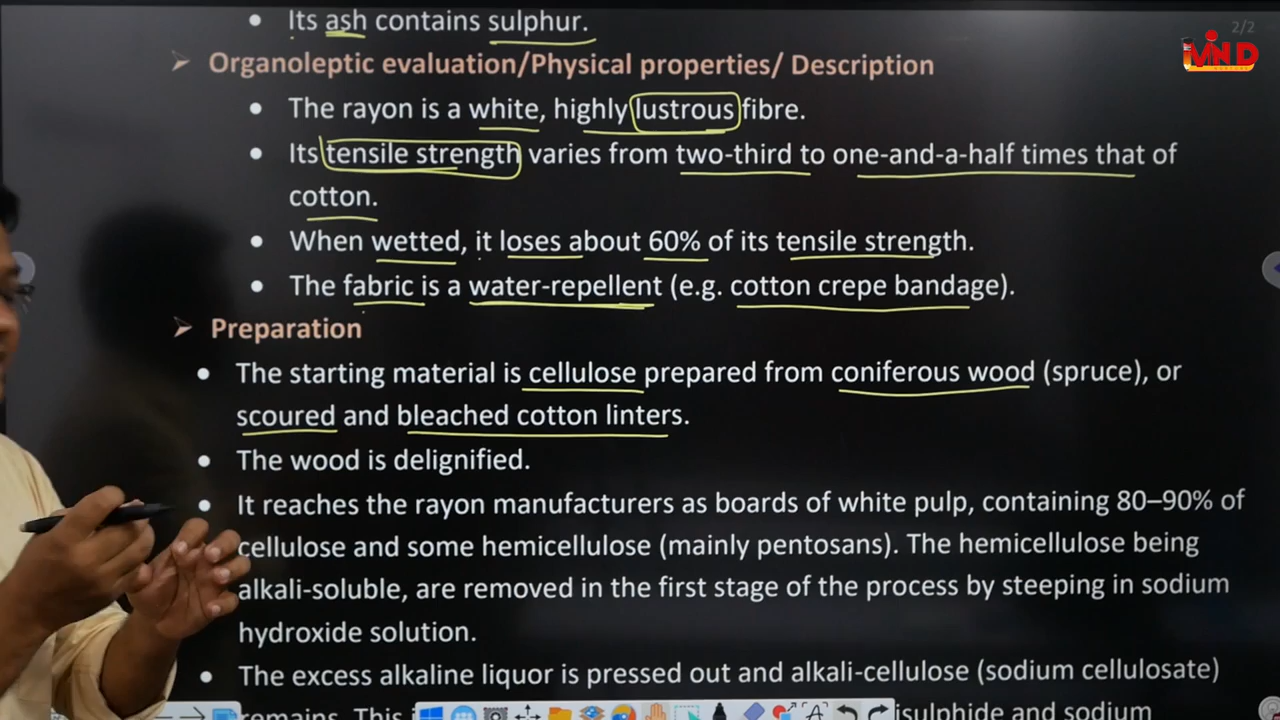 2/2
MND
• Its ash contains sulphur.
➢ Organoleptic evaluation/Physical properties/ Description
• The rayon is a white, highly lustrous fibre.
• Its tensile strength varies from two-third to one-and-a-half times that of
cotton.
• When wetted, it loses about 60% of its tensile strength.
• The fabric is a water-repellent (e.g. cotton crepe bandage).
➢ Preparation
• The starting material is cellulose prepared from coniferous wood (spruce), or
scoured and bleached cotton linters.
• The wood is delignified.
• It reaches the rayon manufacturers as boards of white pulp, containing 80–90% of
cellulose and some hemicellulose (mainly pentosans). The hemicellulose being
alkali-soluble, are removed in the first stage of the process by steeping in sodium
hydroxide solution.
• The excess alkaline liquor is pressed out and alkali-cellulose (sodium cellulosate)
remains. This isulphide and sodium